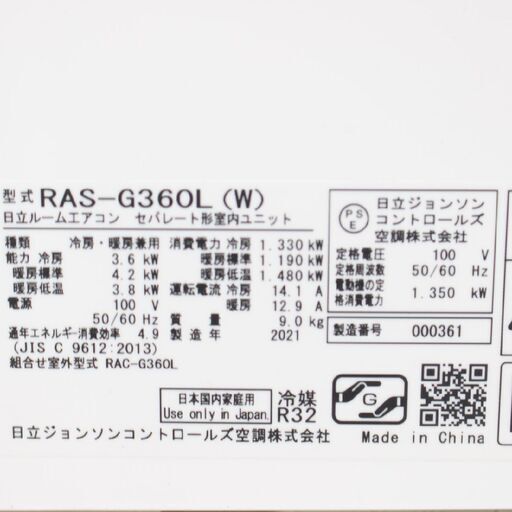 型式 RAS-G360L (W)
日立ルームエアコン セパレート形室内ユニット
種類 冷房・暖房兼用
能力 冷房 3.6 kW
暖房標準 4.2 kW
暖房低温 3.8 kW
電源 100 V
50/60 Hz
通年エネルギー消費効率 4.9
(JIS C 9612:2013)
組合せ室外型式 RAC-G360L
消費電力 冷房 1.330 kW
暖房標準 1.190 kW
暖房低温 1.480 kW
運転電流 冷房 14.1 A
暖房 12.9 A
質量 9.0 kg
製造年 2021
PSE
日立ジョンソン
コントロールズ
空調株式会社
定格電圧 100 V
定格周波数 50/60 Hz
電動機の定
格消費電力 1.350 kW
製造番号 000361
日本国内家庭用
Use only in Japan.
冷媒
R32
G
日立ジョンソンコントロールズ空調株式会社 Made in China